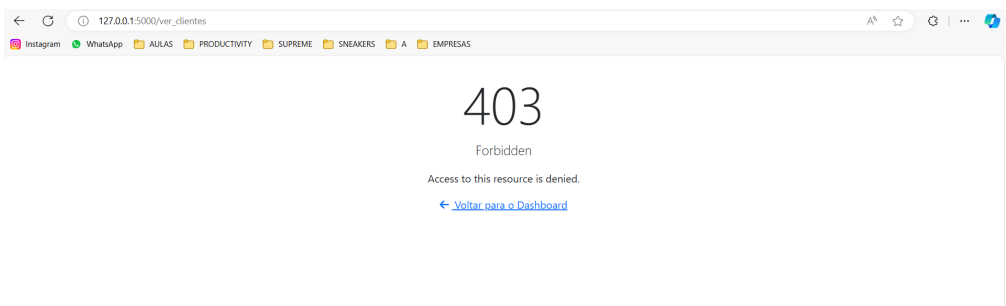 127.0.0.1:5000/ver_clientes
Instagram WhatsApp AULAS PRODUCTIVITY SUPREME SNEAKERS A EMPRESAS
403
Forbidden
Access to this resource is denied.
← Voltar para o Dashboard